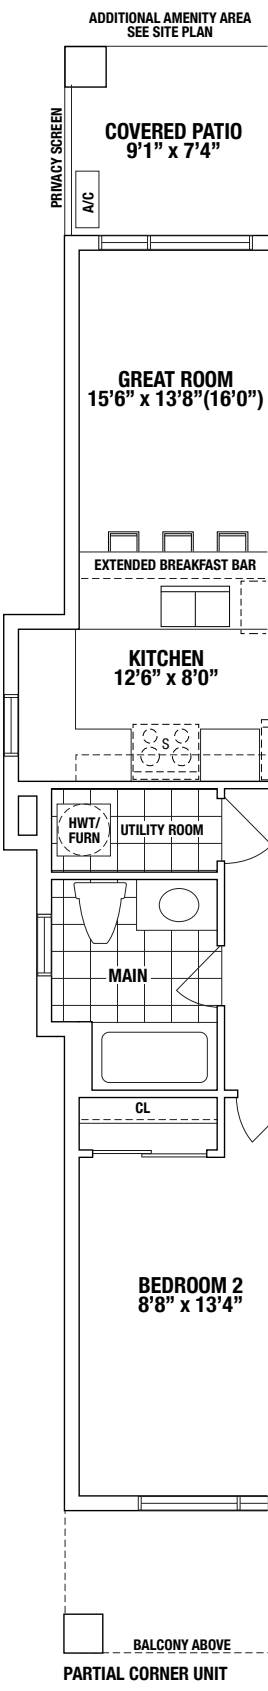 ADDITIONAL AMENITY AREA
SEE SITE PLAN
PRIVACY SCREEN
COVERED PATIO
9'1" x 7'4"
A/C
GREAT ROOM
15'6" x 13'8"(16'0")
EXTENDED BREAKFAST BAR
KITCHEN
12'6" x 8'0"
S
HWT/
FURN
UTILITY ROOM
MAIN
CL
BEDROOM 2
8'8" x 13'4"
BALCONY ABOVE
PARTIAL CORNER UNIT